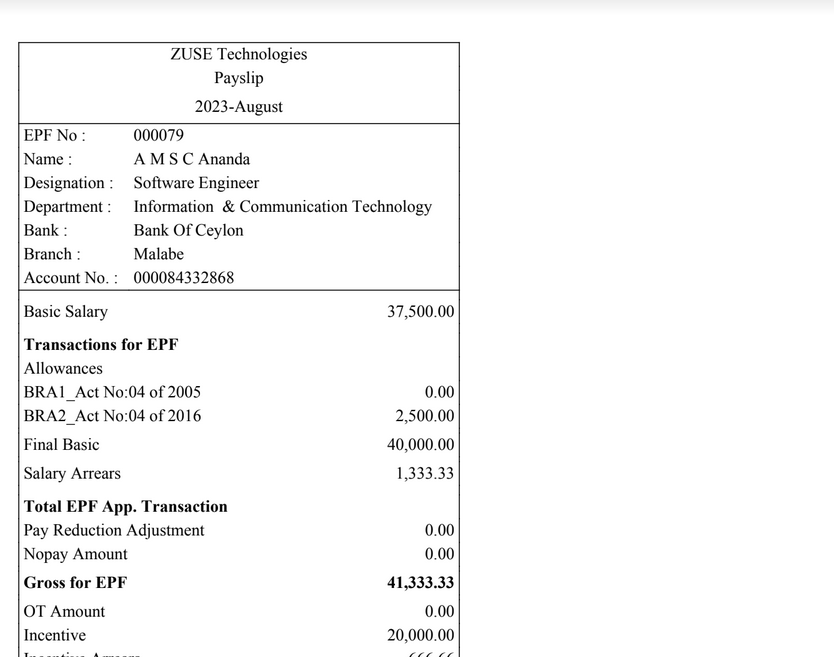 ZUSE Technologies
Payslip
2023-August
EPF No : 000079
Name : A M S C Ananda
Designation : Software Engineer
Department : Information & Communication Technology
Bank : Bank Of Ceylon
Branch : Malabe
Account No. : 000084332868
Basic Salary 37,500.00
Transactions for EPF
Allowances
BRA1_Act No:04 of 2005 0.00
BRA2_Act No:04 of 2016 2,500.00
Final Basic 40,000.00
Salary Arrears 1,333.33
Total EPF App. Transaction
Pay Reduction Adjustment 0.00
Nopay Amount 0.00
Gross for EPF 41,333.33
OT Amount 0.00
Incentive 20,000.00